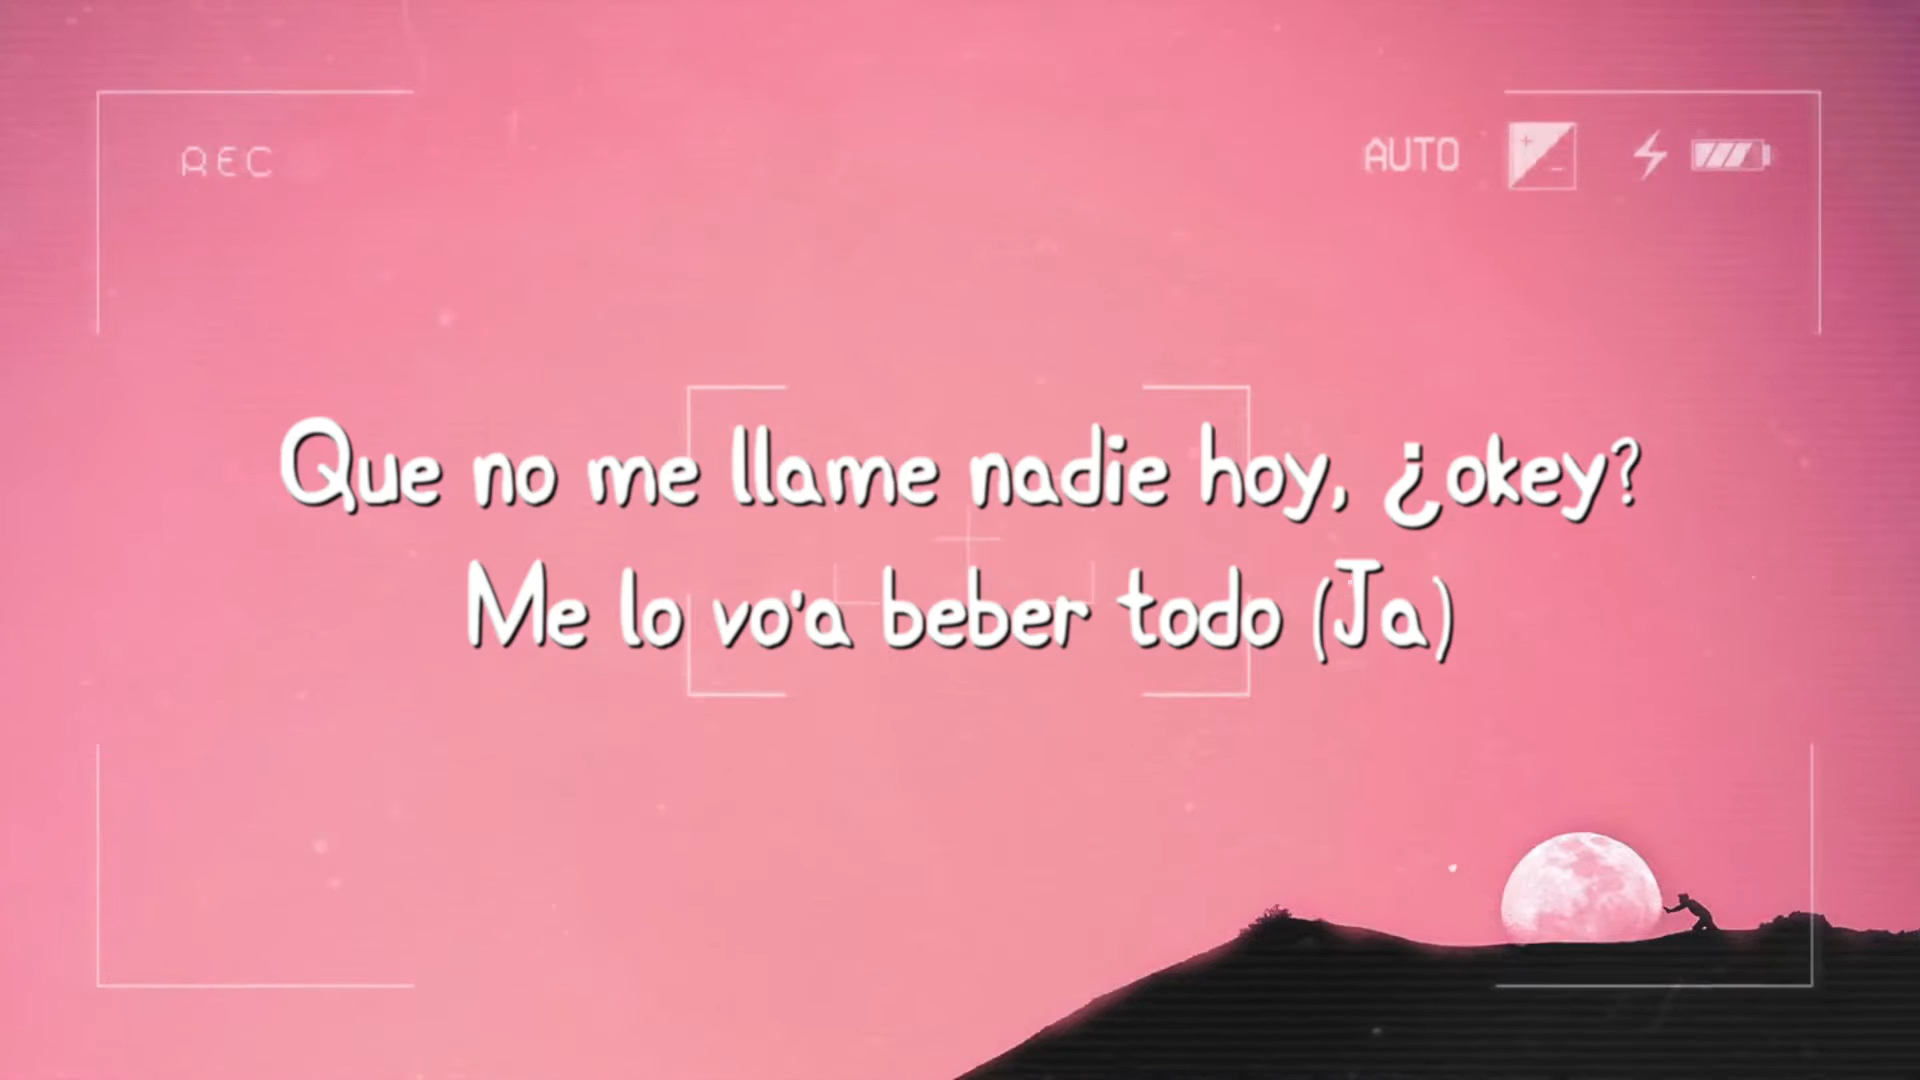 REC
AUTO
Que no me llame nadie hoy, ¿okey?
Me lo vo'a beber todo (Ja)